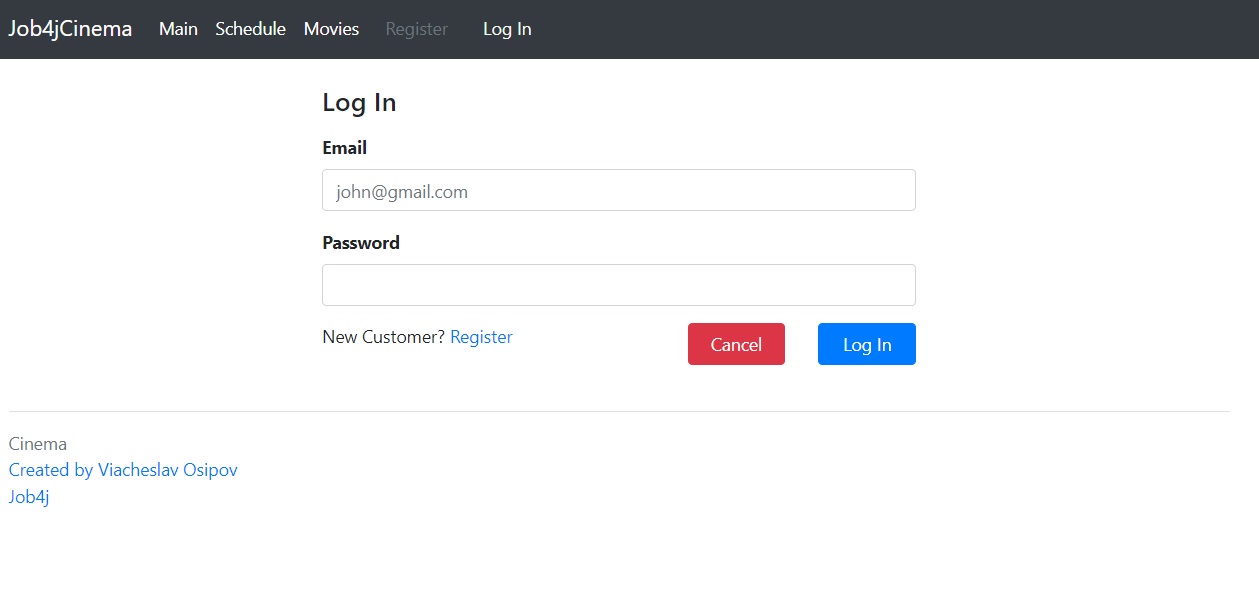 Job4jCinema Main Schedule Movies Register Log In
Log In
Email
john@gmail.com
Password
New Customer? Register Cancel Log In
Cinema
Created by Viacheslav Osipov
Job4j